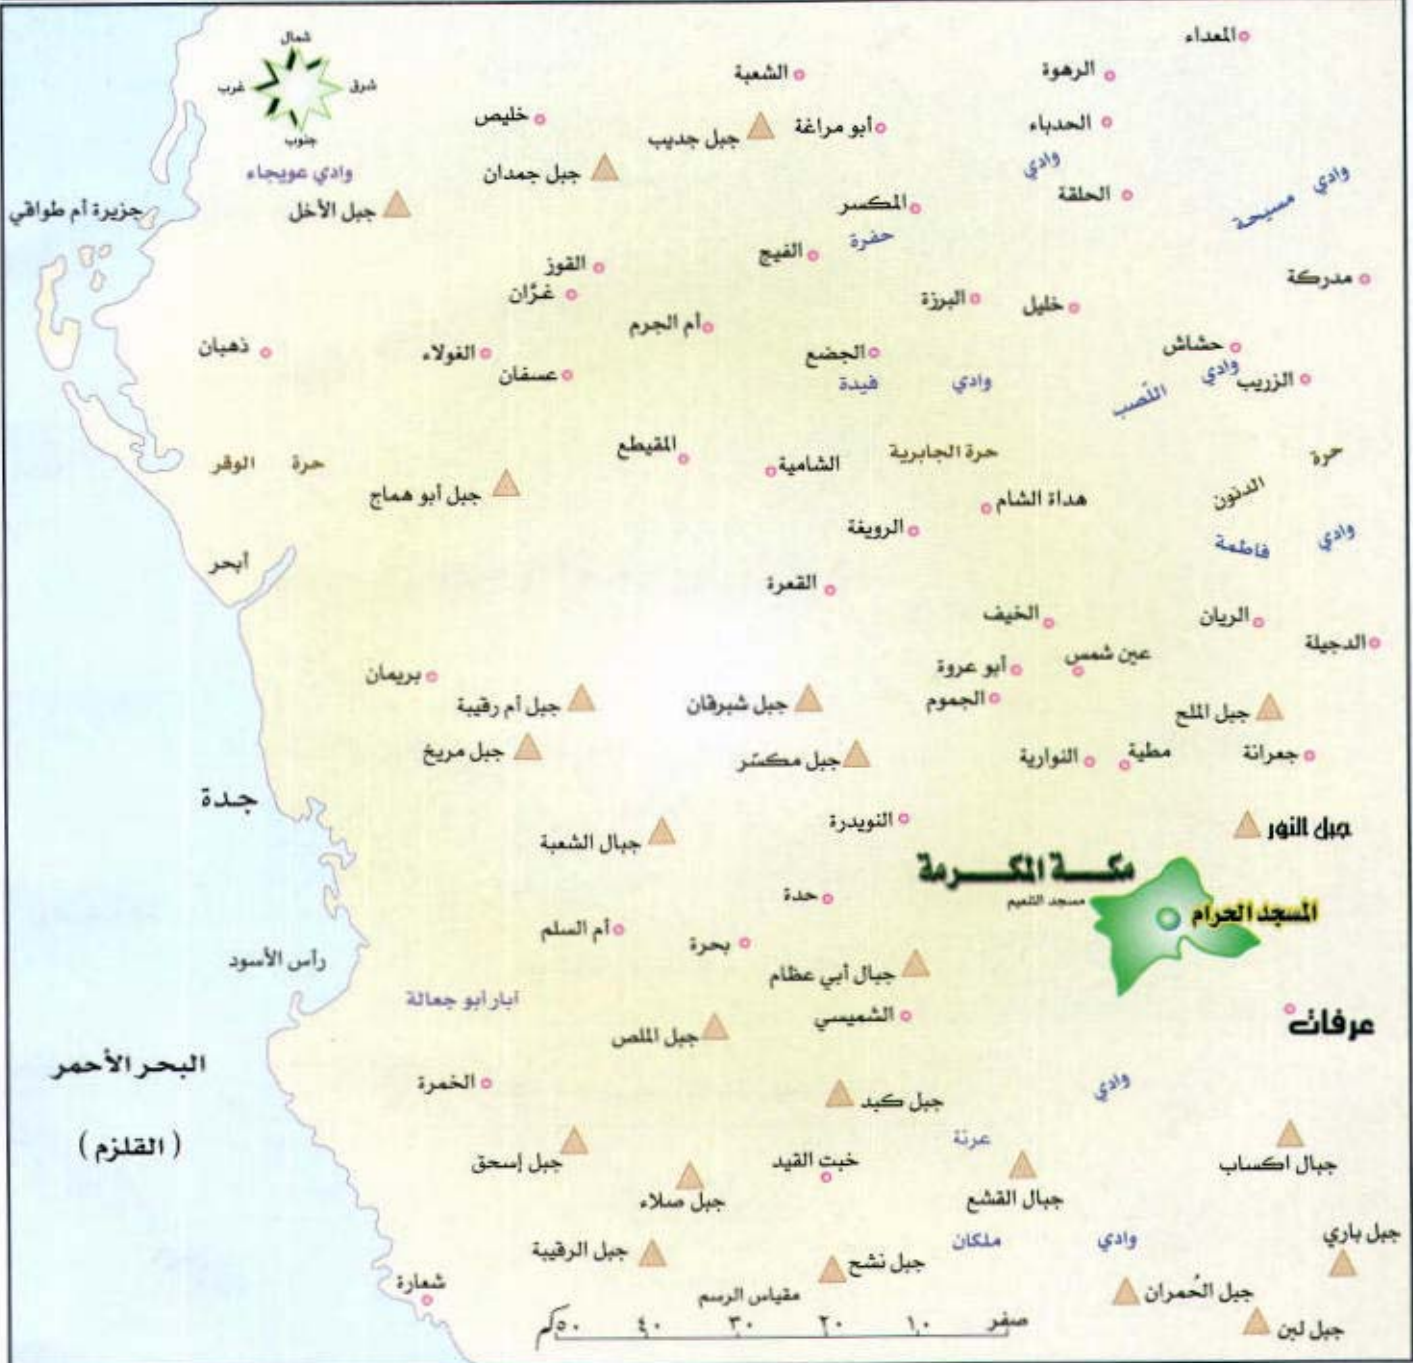 المعداء
شمال
الشعبة
الرهوة
شرق
غرب
خليص
أبو مراغة
الحدباء
جبل جديب
جنوب
وادي عويجاء
جبل جمدان
وادي
وادي
مسيحة
الحلقة
جبل الأخل
جزيرة أم طواقي
المكسر
حفرة
الفيج
القوز
مدركة
غرَّان
البرزة
خليل
أم الجرم
حشاش
ذهبان
الغولاء
الجضع
عسفان
وادي
اللّصب
الزريب
وادي
فيدة
المقيطع
الشامية
حرة الجابرية
حرة
الدنون
حرة
الوقر
جبل أبو هماج
هداة الشام
الرويغة
وادي
فاطمة
أبحر
القعرة
الخيف
الريان
الدجيلة
عين شمس
أبو عروة
بريمان
جبل أم رقيبة
جبل شبرقان
الجموم
جبل الملح
جبل مريخ
جبل مكسّر
النوارية
مطية
جعرانة
جدة
النويدرة
جبال الشعبة
جبل النور
مكة المكرمة
مسجد التنعيم
حدة
المسجد الحرام
أم السلم
بحرة
رأس الأسود
جبال أبي عظام
آبار أبو جعالة
الشميسي
عرفات
جبل الملص
البحر الأحمر
(القلزم)
الخمرة
جبل كبد
وادي
عرنة
جبل إسحق
خبت القيد
جبال اكساب
جبل صلاء
جبال القشع
جبل باري
وادي
ملكان
جبل الرقيبة
جبل نشح
شعارة
جبل الحُمران
مقياس الرسم
صفر ١٠ ٢٠ ٣٠ ٤٠ ٥٠كم
جبل لبن